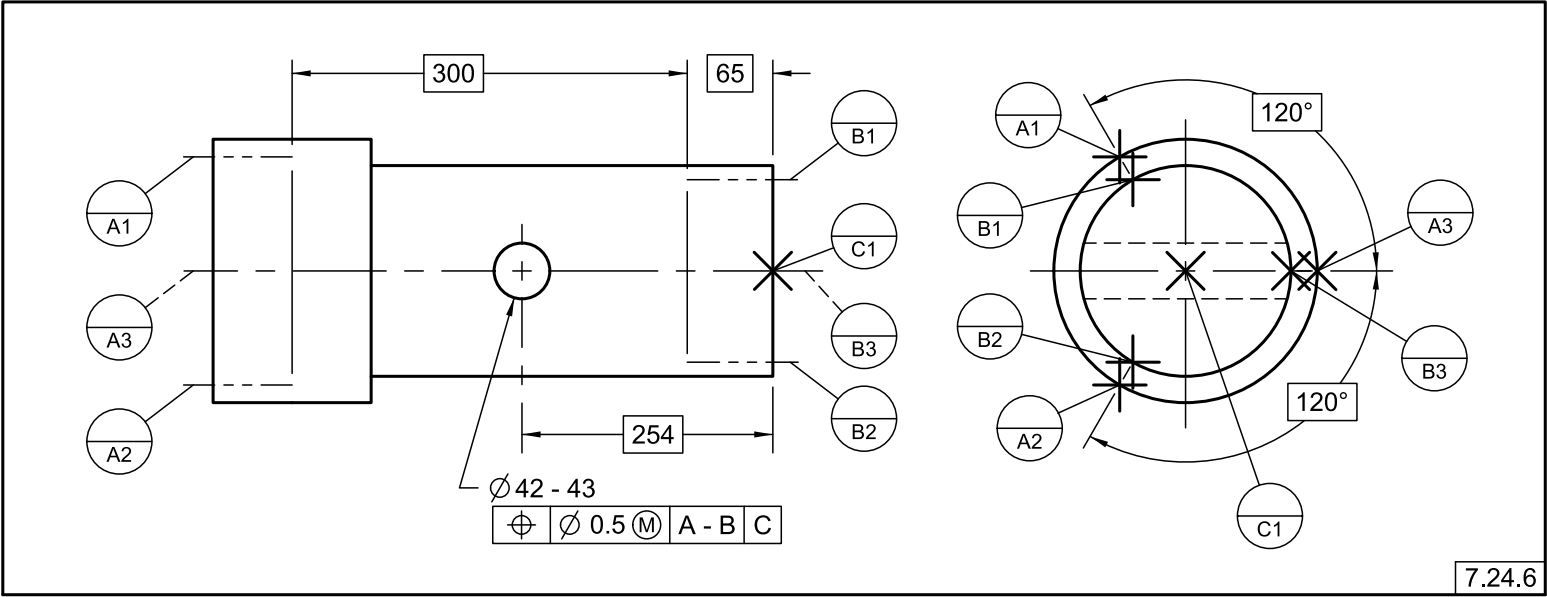 300
65
A1
A3
A2
B1
C1
B3
B2
254
∅ 42 - 43
⌖ ∅ 0.5 Ⓜ A - B C
120°
A1
B1
A3
B2
B3
120°
A2
C1
7.24.6